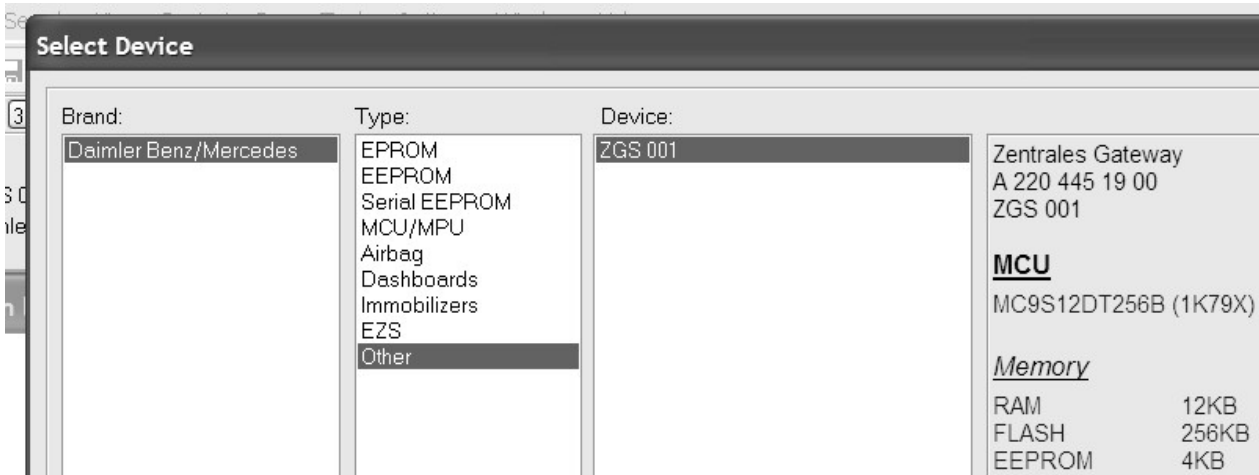 Select Device
Brand:
Type:
Device:
Daimler Benz/Mercedes
EPROM
EEPROM
Serial EEPROM
MCU/MPU
Airbag
Dashboards
Immobilizers
EZS
Other
ZGS 001
Zentrales Gateway
A 220 445 19 00
ZGS 001
MCU
MC9S12DT256B (1K79X)
Memory
RAM 12KB
FLASH 256KB
EEPROM 4KB